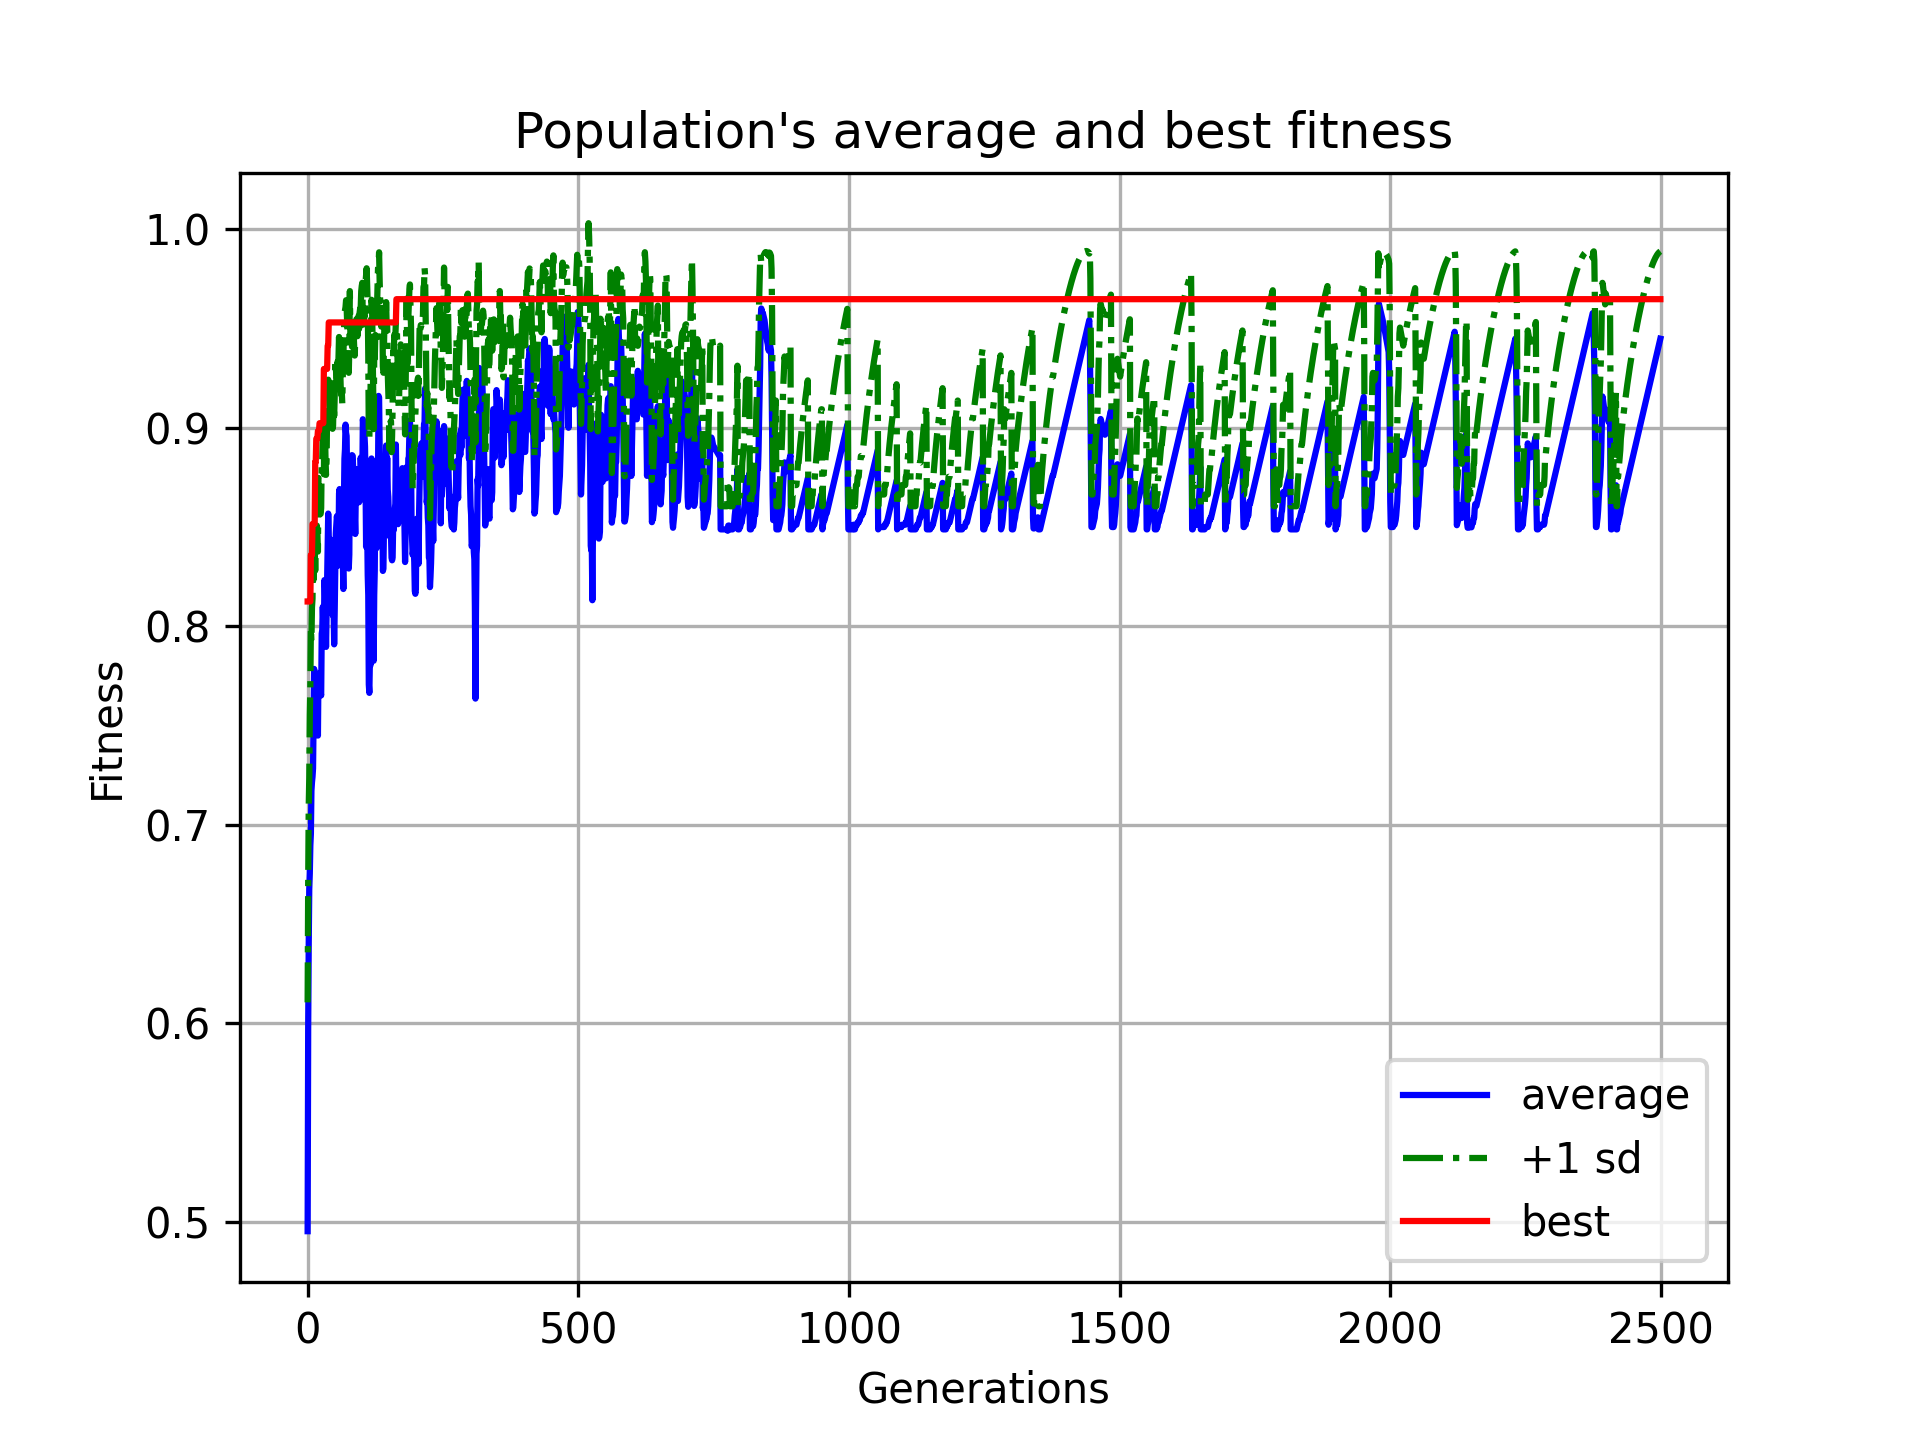 Population's average and best fitness
1.0
0.9
0.8
0.7
0.6
0.5
Fitness
0
500
1000
1500
2000
2500
Generations
average
+1 sd
best